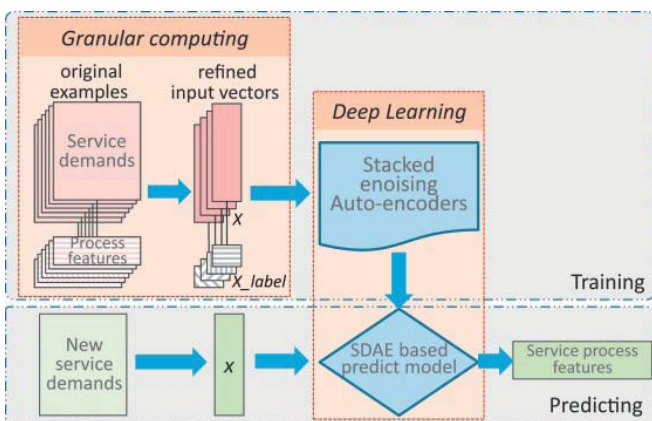 Granular computing
original
examples
refined
input vectors
Service
demands
Process
features
X
X_label
Deep Learning
Stacked
enoising
Auto-encoders
Training
New
service
demands
x
SDAE based
predict model
Service process
features
Predicting